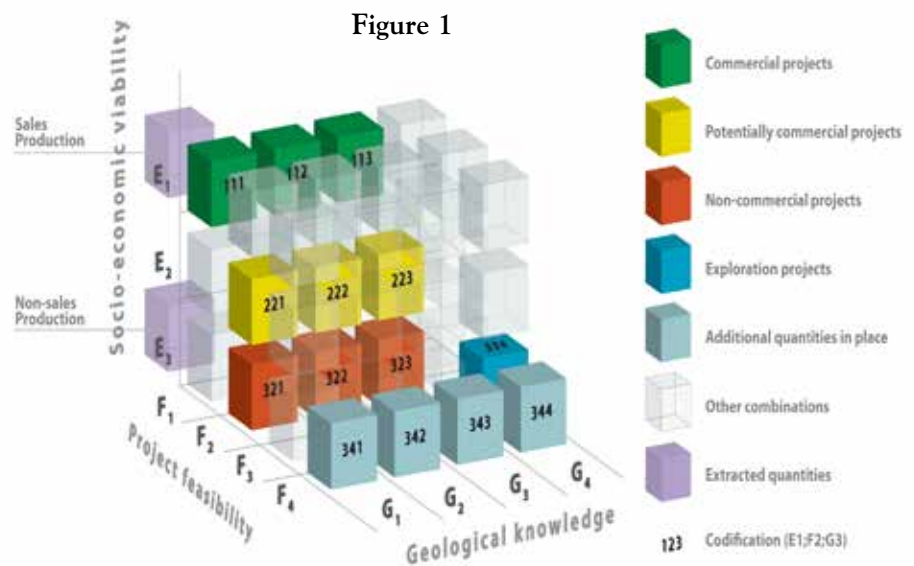 Figure 1
Socio-economic viability
Sales
Production
Non-sales
Production
E1
E2
E3
111
112
113
221
222
223
321
322
323
334
341
342
343
344
F1
F2
F3
F4
Project feasibility
G1
G2
G3
G4
Geological knowledge
Commercial projects
Potentially commercial projects
Non-commercial projects
Exploration projects
Additional quantities in place
Other combinations
Extracted quantities
123 Codification (E1;F2;G3)